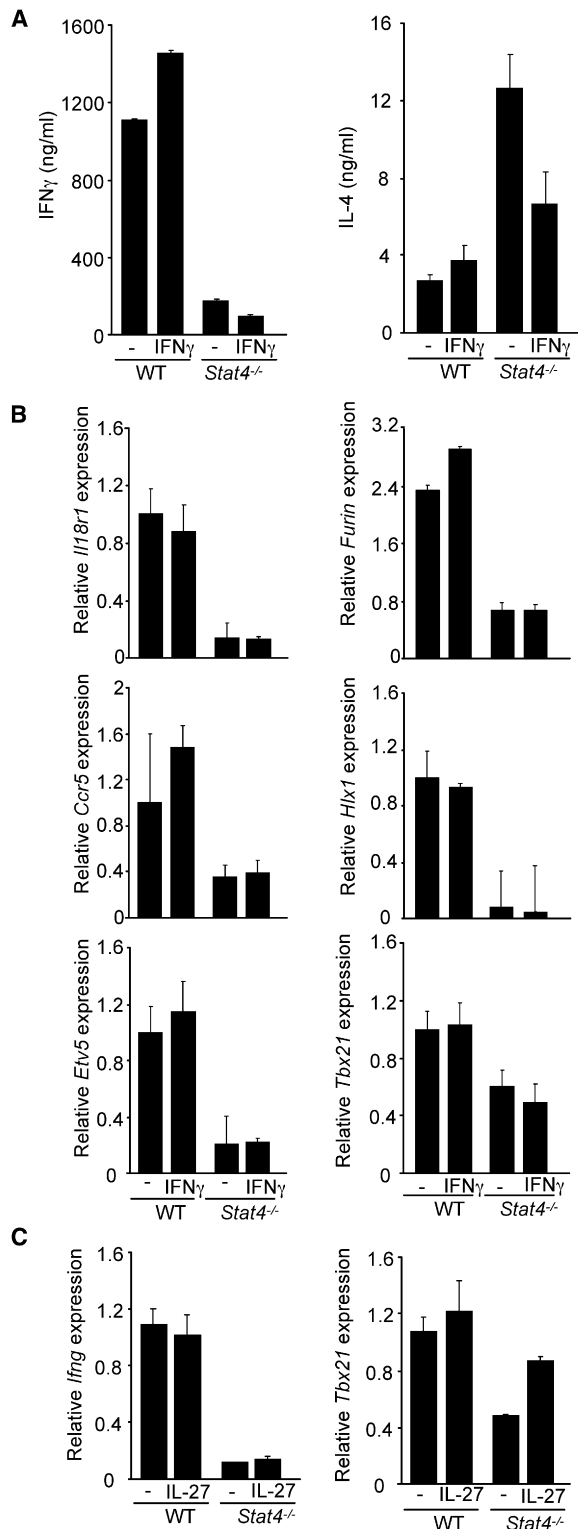 A
IFNγ (ng/ml)
1600
1200
800
400
0
- IFNγ - IFNγ
WT Stat4-/-
IL-4 (ng/ml)
16
12
8
4
0
- IFNγ - IFNγ
WT Stat4-/-
B
Relative Il18r1 expression
1.6
1.2
0.8
0.4
0
Relative Furin expression
3.2
2.4
1.6
0.8
0
Relative Ccr5 expression
2
1.6
1.2
0.8
0.4
0
Relative Hlx1 expression
1.6
1.2
0.8
0.4
0
Relative Etv5 expression
1.6
1.2
0.8
0.4
0
- IFNγ - IFNγ
WT Stat4-/-
Relative Tbx21 expression
1.6
1.2
0.8
0.4
0
- IFNγ - IFNγ
WT Stat4-/-
C
Relative Ifng expression
1.6
1.2
0.8
0.4
0
- IL-27 - IL-27
WT Stat4-/-
Relative Tbx21 expression
1.6
1.2
0.8
0.4
0
- IL-27 - IL-27
WT Stat4-/-